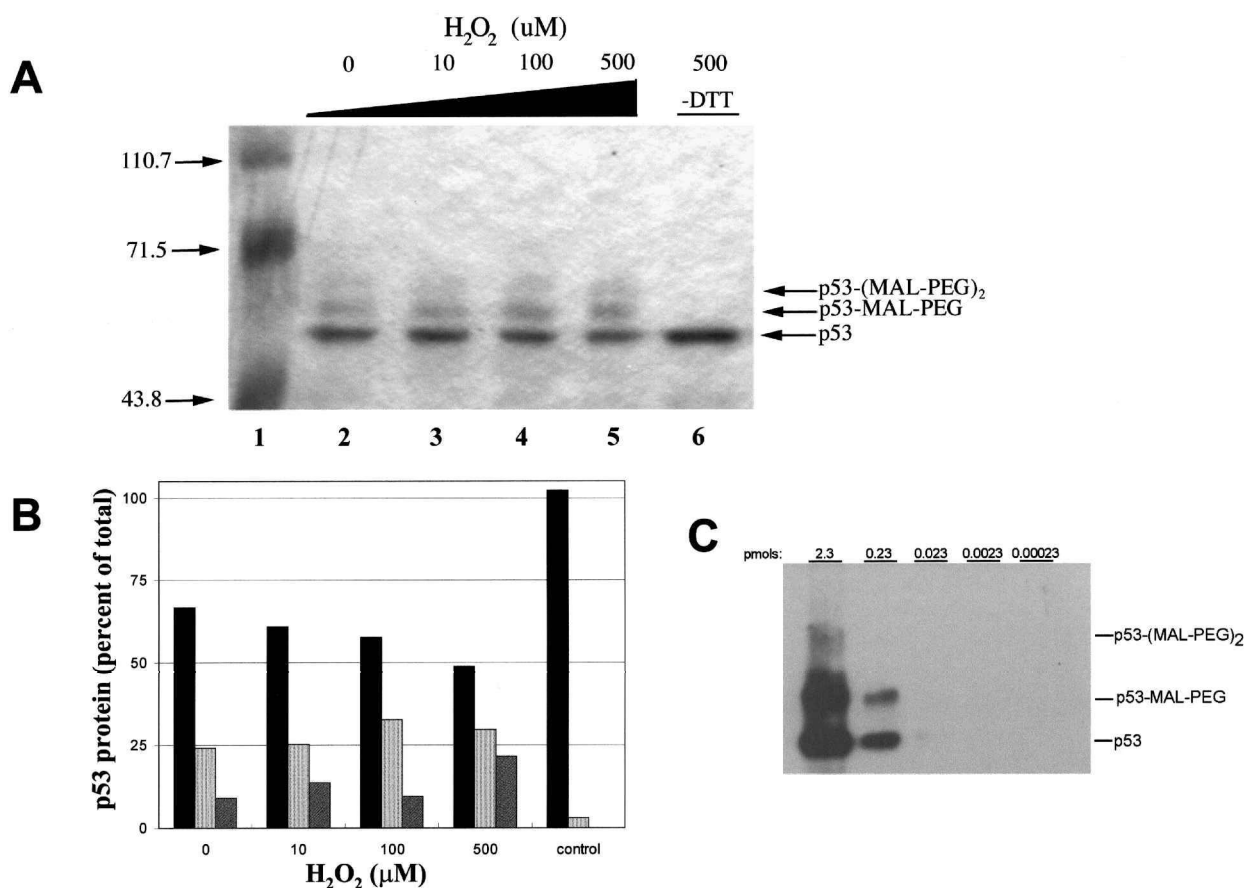 A
H₂O₂ (uM)
0 10 100 500 500
-DTT
110.7
71.5
43.8
p53-(MAL-PEG)₂
p53-MAL-PEG
p53
1 2 3 4 5 6
B
p53 protein (percent of total)
100
75
50
25
0
0 10 100 500 control
H₂O₂ (μM)
C
pmols: 2.3 0.23 0.023 0.0023 0.00023
p53-(MAL-PEG)₂
p53-MAL-PEG
p53